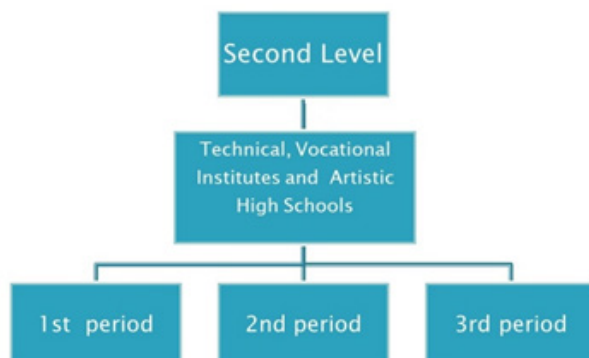 Second Level
Technical, Vocational
Institutes and Artistic
High Schools
1st period
2nd period
3rd period